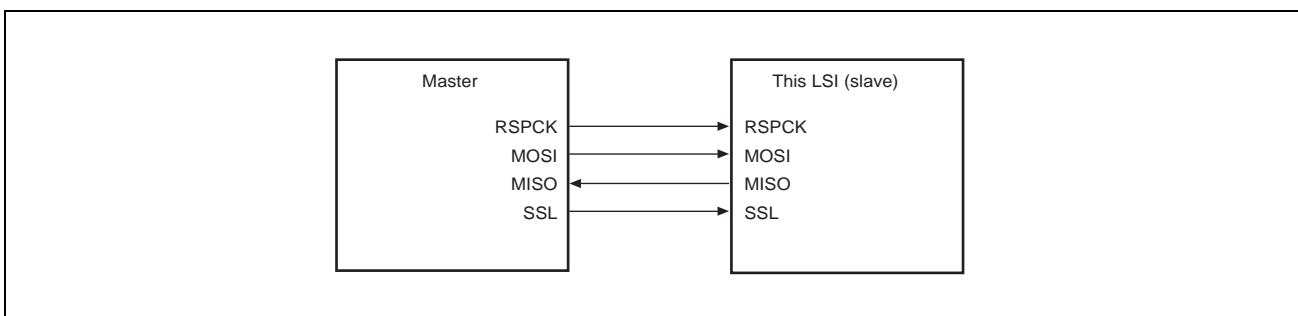 Master
RSPCK
MOSI
MISO
SSL
This LSI (slave)
RSPCK
MOSI
MISO
SSL